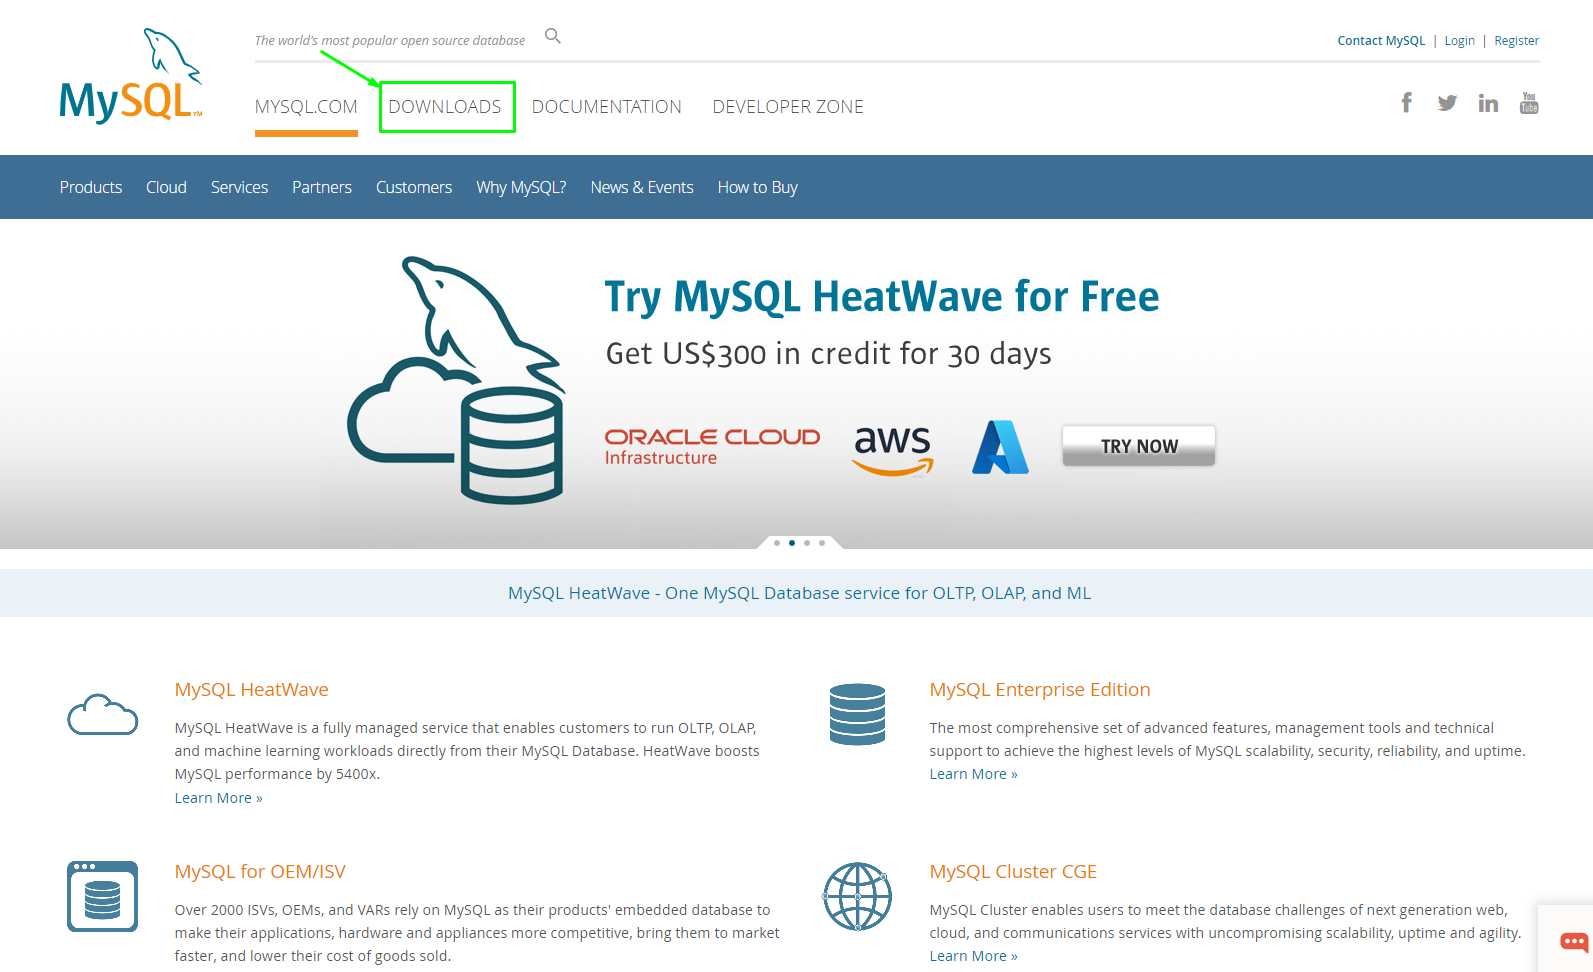 The world's most popular open source database
Contact MySQL | Login | Register
MySQL™
MYSQL.COM DOWNLOADS DOCUMENTATION DEVELOPER ZONE
f in You Tube
Products Cloud Services Partners Customers Why MySQL? News & Events How to Buy
Try MySQL HeatWave for Free
Get US$300 in credit for 30 days
ORACLE CLOUD
Infrastructure
aws
TRY NOW
MySQL HeatWave - One MySQL Database service for OLTP, OLAP, and ML
MySQL HeatWave
MySQL HeatWave is a fully managed service that enables customers to run OLTP, OLAP,
and machine learning workloads directly from their MySQL Database. HeatWave boosts
MySQL performance by 5400x.
Learn More »
MySQL Enterprise Edition
The most comprehensive set of advanced features, management tools and technical
support to achieve the highest levels of MySQL scalability, security, reliability, and uptime.
Learn More »
MySQL for OEM/ISV
Over 2000 ISVs, OEMs, and VARs rely on MySQL as their products' embedded database to
make their applications, hardware and appliances more competitive, bring them to market
faster, and lower their cost of goods sold.
MySQL Cluster CGE
MySQL Cluster enables users to meet the database challenges of next generation web,
cloud, and communications services with uncompromising scalability, uptime and agility.
Learn More »